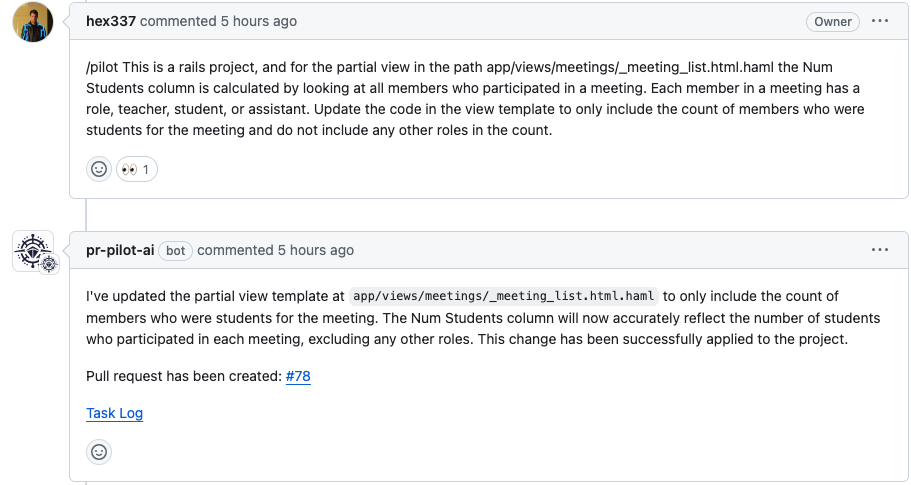 hex337 commented 5 hours ago Owner ...
/pilot This is a rails project, and for the partial view in the path app/views/meetings/_meeting_list.html.haml the Num
Students column is calculated by looking at all members who participated in a meeting. Each member in a meeting has a
role, teacher, student, or assistant. Update the code in the view template to only include the count of members who were
students for the meeting and do not include any other roles in the count.
👀 1
pr-pilot-ai bot commented 5 hours ago ...
I've updated the partial view template at app/views/meetings/_meeting_list.html.haml to only include the count of
members who were students for the meeting. The Num Students column will now accurately reflect the number of students
who participated in each meeting, excluding any other roles. This change has been successfully applied to the project.
Pull request has been created: #78
Task Log